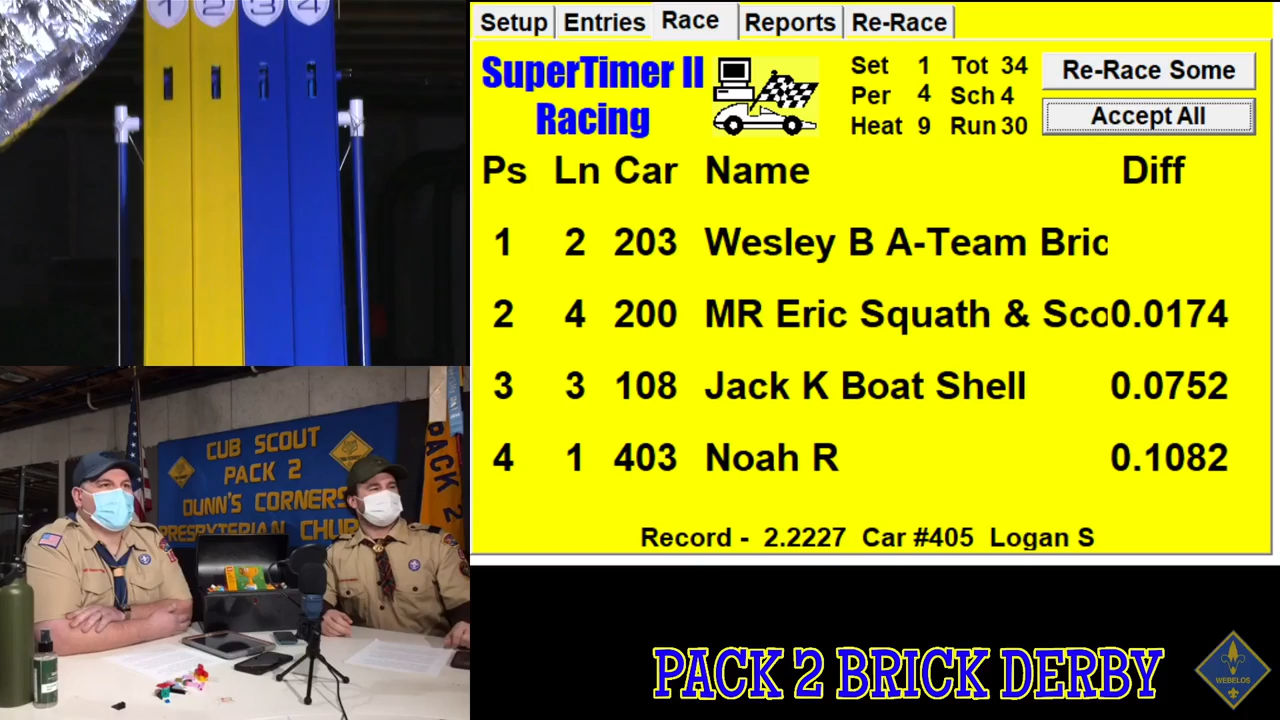 1 2 3 4
Setup Entries Race Reports Re-Race
SuperTimer II
Racing
Set 1 Tot 34
Per 4 Sch 4
Heat 9 Run 30
Re-Race Some
Accept All
Ps Ln Car Name Diff
1 2 203 Wesley B A-Team Bric
2 4 200 MR Eric Squath & Sco 0.0174
3 3 108 Jack K Boat Shell 0.0752
4 1 403 Noah R 0.1082
Record - 2.2227 Car #405 Logan S
CUB SCOUT
PACK 2
DUNN'S CORNERS
PRESBYTERIAN CHU
PACK 2
PACK 2 BRICK DERBY
WEBELOS